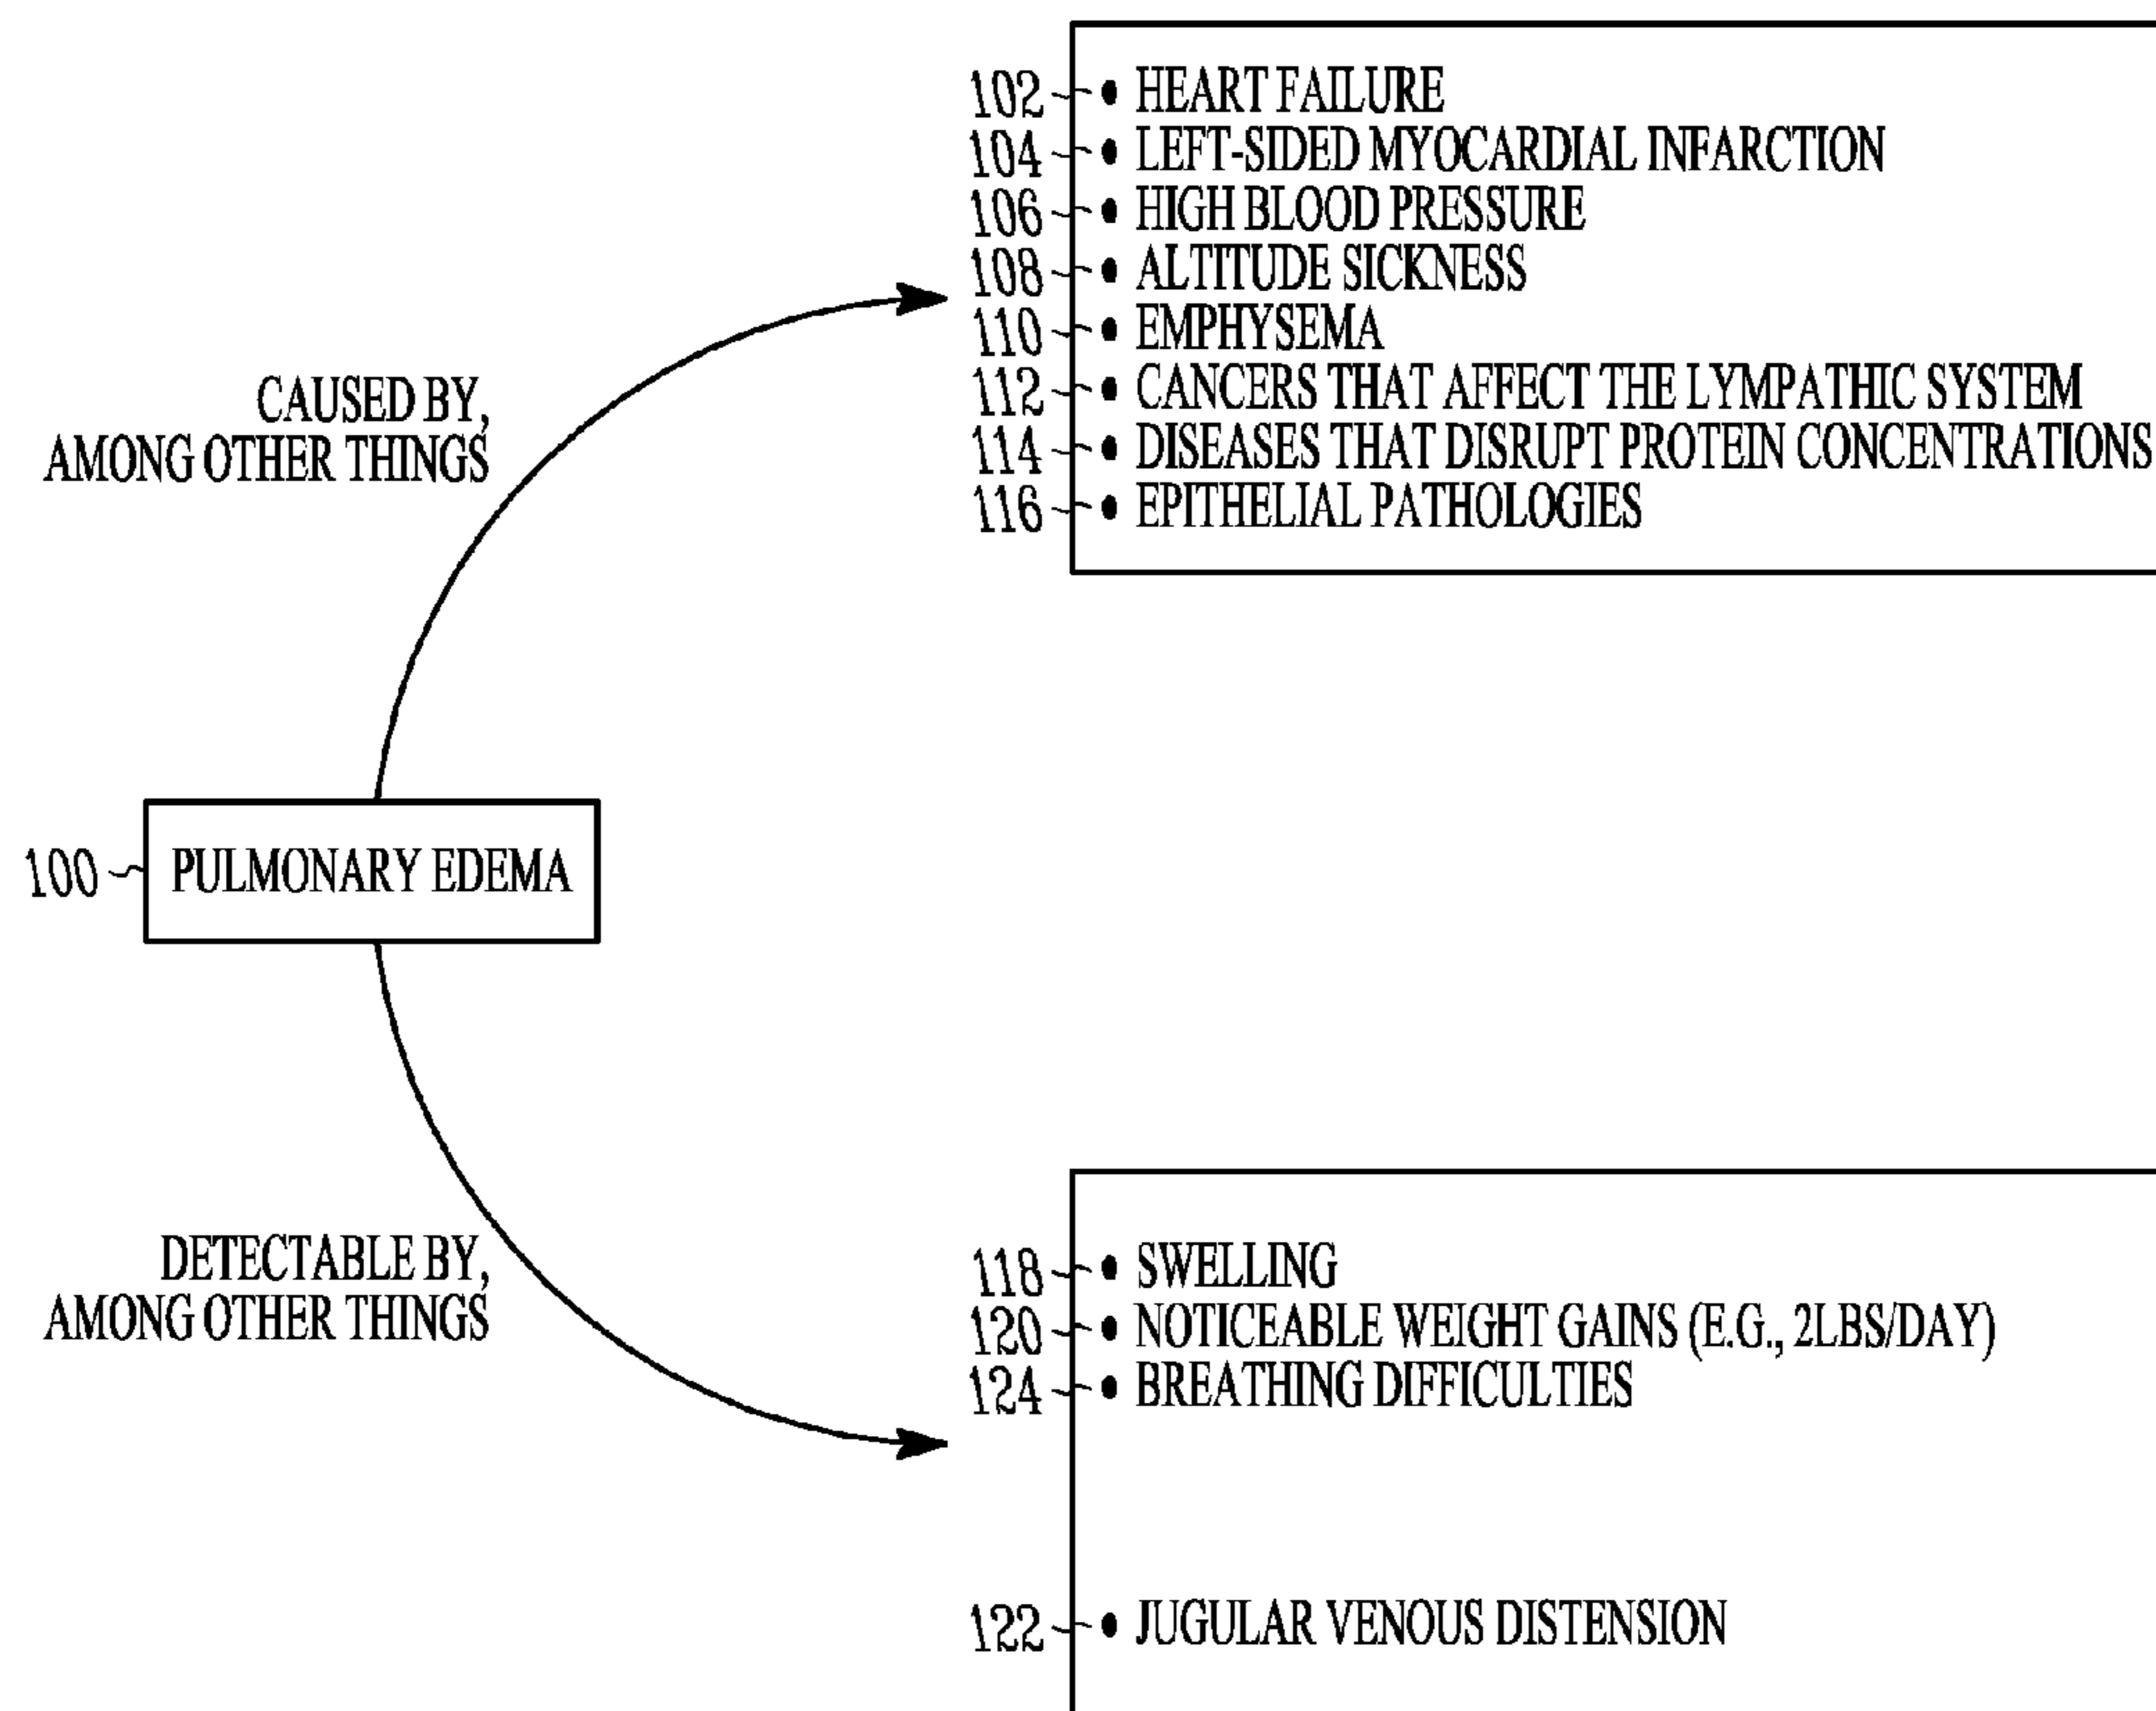 102 • HEART FAILURE
104 • LEFT-SIDED MYOCARDIAL INFARCTION
106 • HIGH BLOOD PRESSURE
108 • ALTITUDE SICKNESS
110 • EMPHYSEMA
112 • CANCERS THAT AFFECT THE LYMPATHIC SYSTEM
114 • DISEASES THAT DISRUPT PROTEIN CONCENTRATIONS
116 • EPITHELIAL PATHOLOGIES
CAUSED BY,
AMONG OTHER THINGS
100 PULMONARY EDEMA
DETECTABLE BY,
AMONG OTHER THINGS
118 • SWELLING
120 • NOTICEABLE WEIGHT GAINS (E.G., 2LBS/DAY)
124 • BREATHING DIFFICULTIES
122 • JUGULAR VENOUS DISTENSION